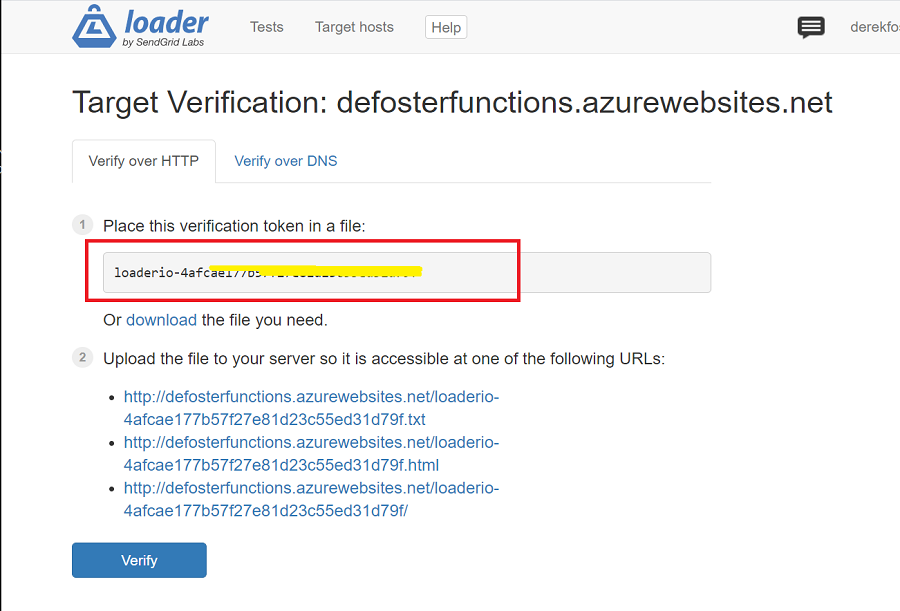 loader
by SendGrid Labs
Tests
Target hosts
Help
derekfos
Target Verification: defosterfunctions.azurewebsites.net
Verify over HTTP
Verify over DNS
1
Place this verification token in a file:
loaderio-4afcae177b5
Or download the file you need.
2
Upload the file to your server so it is accessible at one of the following URLs:
http://defosterfunctions.azurewebsites.net/loaderio-
4afcae177b57f27e81d23c55ed31d79f.txt
http://defosterfunctions.azurewebsites.net/loaderio-
4afcae177b57f27e81d23c55ed31d79f.html
http://defosterfunctions.azurewebsites.net/loaderio-
4afcae177b57f27e81d23c55ed31d79f/
Verify